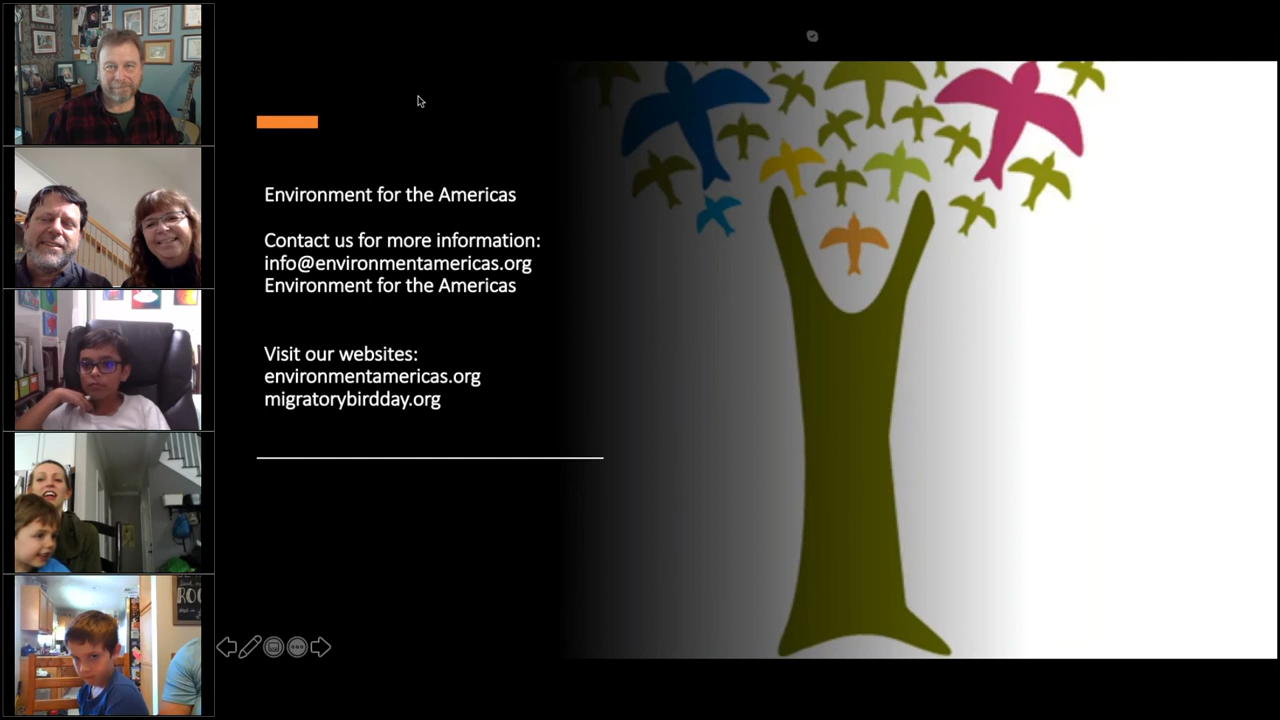 Environment for the Americas
Contact us for more information:
info@environmentamericas.org
Environment for the Americas
Visit our websites:
environmentamericas.org
migratorybirdday.org
ROO